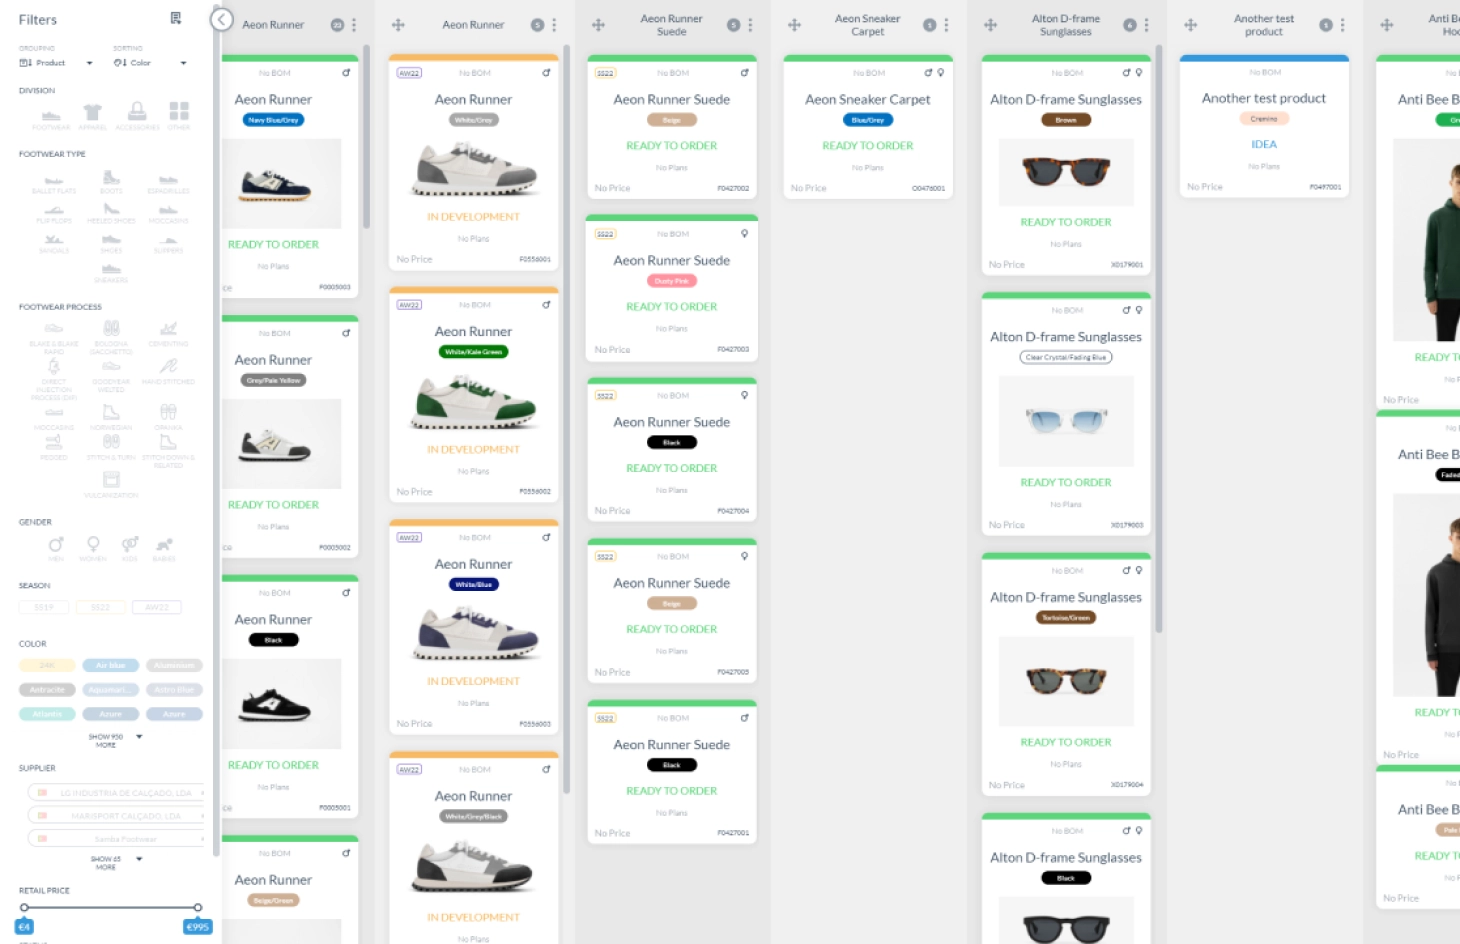 Filters
GROUPING
SORTING
Product
Color
DIVISION
FOOTWEAR
APPAREL
ACCESSORIES
OTHER
FOOTWEAR TYPE
BALLET FLATS
BOOTS
ESPADRILLES
FLIP FLOPS
HEELED SHOES
MOCCASINS
SANDALS
SHOES
SLIPPERS
SNEAKERS
FOOTWEAR PROCESS
BLAKE & BLAKE
RAPID
BOLOGNA
(SACCHETTO)
CEMENTING
DIRECT
INJECTION
PROCESS (DIP)
GOODYEAR
WELTED
HAND STITCHED
MOCCASINS
NORWEGIAN
OPANKA
PEGGED
STITCH & TURN
STITCH DOWN &
RELATED
VULCANIZATION
GENDER
MEN
WOMEN
KIDS
BABIES
SEASON
SS19
SS22
AW22
COLOR
24K
Air blue
Aluminium
Antracite
Aquamari...
Astro Blue
Atlantis
Azure
Azure
SHOW 950
MORE
SUPPLIER
LG INDUSTRIA DE CALÇADO, LDA
MARISPORT CALÇADO, LDA
Samba Footwear
SHOW 65
MORE
RETAIL PRICE
€4
€995
Aeon Runner
No BOM
Aeon Runner
Navy Blue/Grey
READY TO ORDER
No Plans
ce
F0005003
No BOM
Aeon Runner
Grey/Pale Yellow
READY TO ORDER
No Plans
ce
F0005002
No BOM
Aeon Runner
Black
READY TO ORDER
No Plans
ce
F0005001
No BOM
Aeon Runner
Beige/Green
Aeon Runner
5
AW22
No BOM
Aeon Runner
White/Grey
IN DEVELOPMENT
No Plans
No Price
F0556001
AW22
No BOM
Aeon Runner
White/Kale Green
IN DEVELOPMENT
No Plans
No Price
F0556002
AW22
No BOM
Aeon Runner
White/Blue
IN DEVELOPMENT
No Plans
No Price
F0556003
AW22
No BOM
Aeon Runner
White/Grey/Black
IN DEVELOPMENT
No Plans
Aeon Runner
Suede
5
SS22
No BOM
Aeon Runner Suede
Beige
READY TO ORDER
No Plans
No Price
F0427002
SS22
No BOM
Aeon Runner Suede
Dusty Pink
READY TO ORDER
No Plans
No Price
F0427003
SS22
No BOM
Aeon Runner Suede
Black
READY TO ORDER
No Plans
No Price
F0427004
SS22
No BOM
Aeon Runner Suede
Beige
READY TO ORDER
No Plans
No Price
F0427005
SS22
No BOM
Aeon Runner Suede
Black
READY TO ORDER
No Plans
No Price
F0427001
Aeon Sneaker
Carpet
1
No BOM
Aeon Sneaker Carpet
Blue/Grey
READY TO ORDER
No Plans
No Price
O0476001
Alton D-frame
Sunglasses
6
No BOM
Alton D-frame Sunglasses
Brown
READY TO ORDER
No Plans
No Price
X0179001
No BOM
Alton D-frame Sunglasses
Clear Crystal/Fading Blue
READY TO ORDER
No Plans
No Price
X0179003
No BOM
Alton D-frame Sunglasses
Tortoise/Green
READY TO ORDER
No Plans
No Price
X0179004
No BOM
Alton D-frame Sunglasses
Black
Another test
product
1
No BOM
Another test product
Cremino
IDEA
No Plans
No Price
F0497001
Anti Be
Hoo
No
Anti Bee B
Gr
READY T
No P
No Price
No
Anti Bee B
Faded
READY T
No P
No Price
No
Anti Bee B
Pale
READY T
No P
No Price